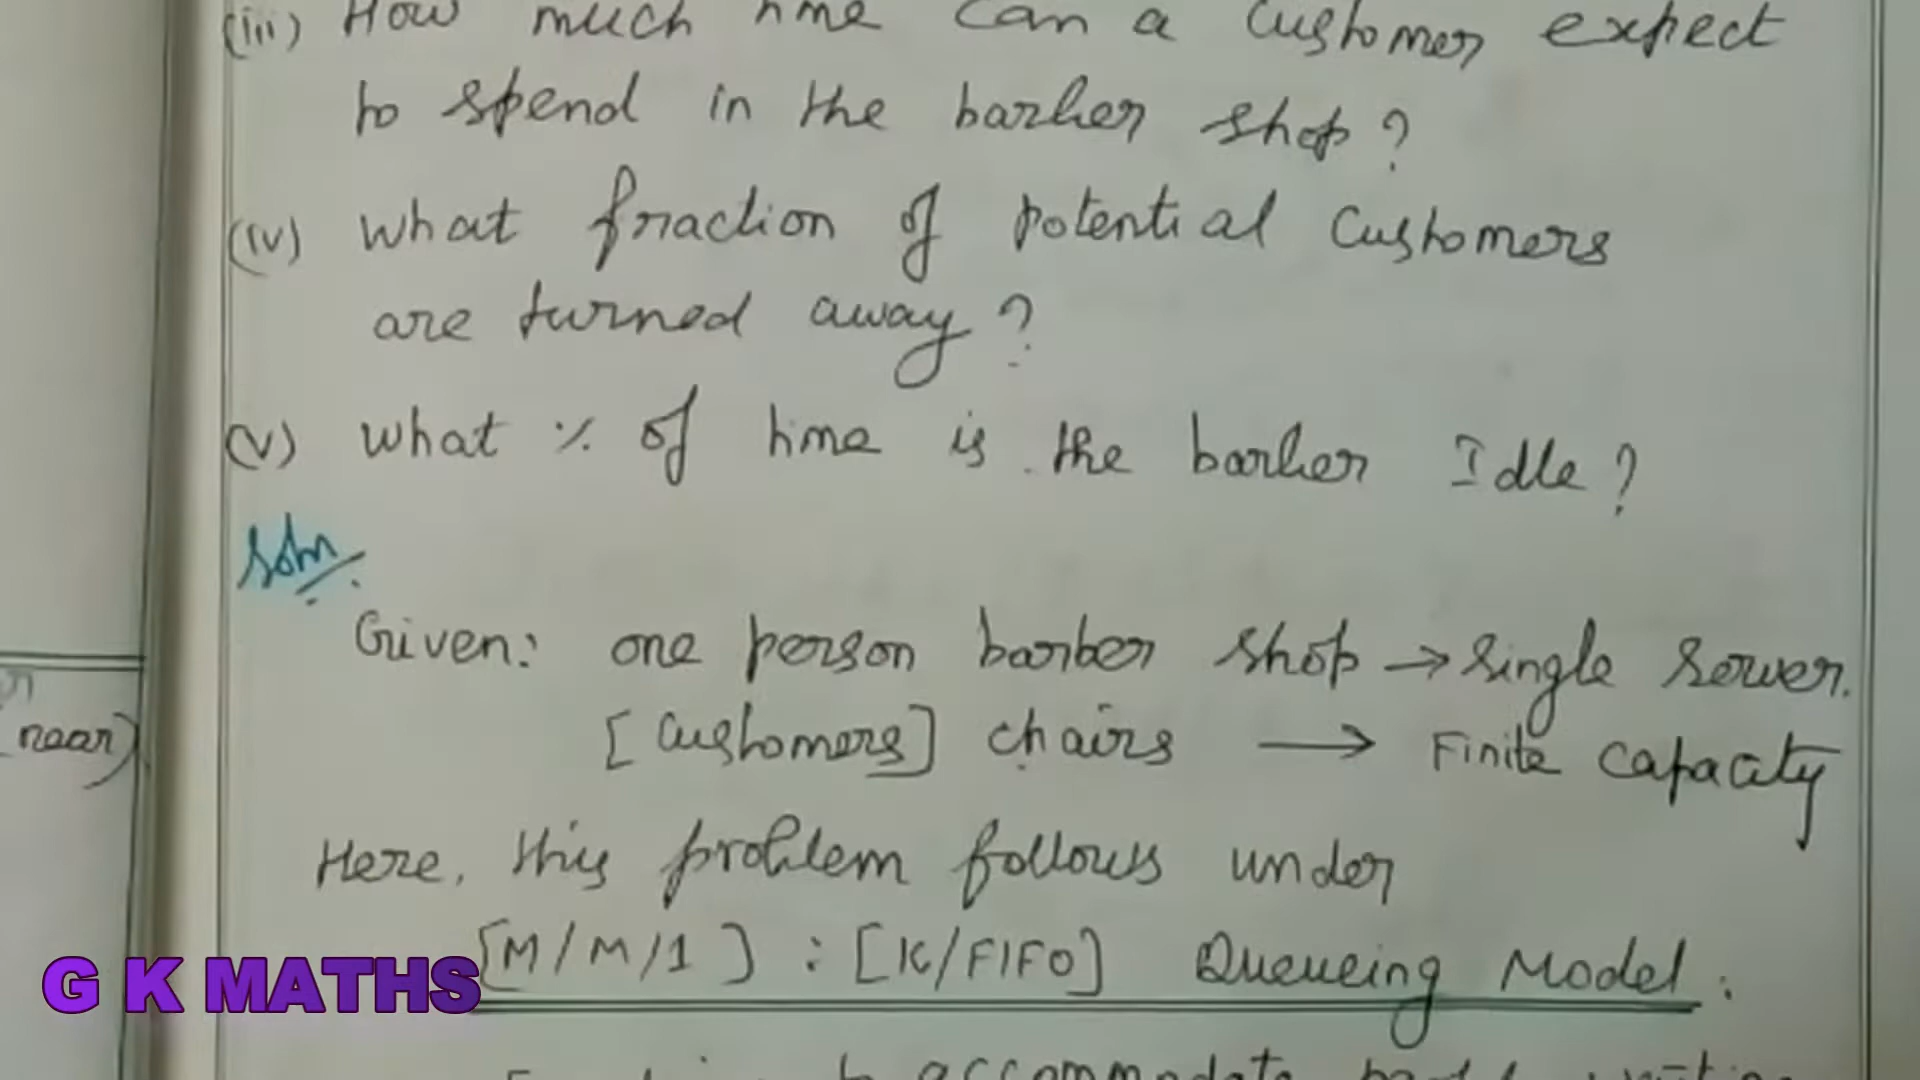 (iii) How much time can a customer expect
to spend in the barber shop?
(iv) What fraction of potential Customers
are turned away?
(v) What % of time is the barber Idle?
Soln.
Given: one person barber shop → Single Server.
[Customers] chairs → Finite Capacity
near)
Here, this problem follows under
[M/M/1] : [K/FIFO] Queueing Model.
G K MATHS
to accommodate